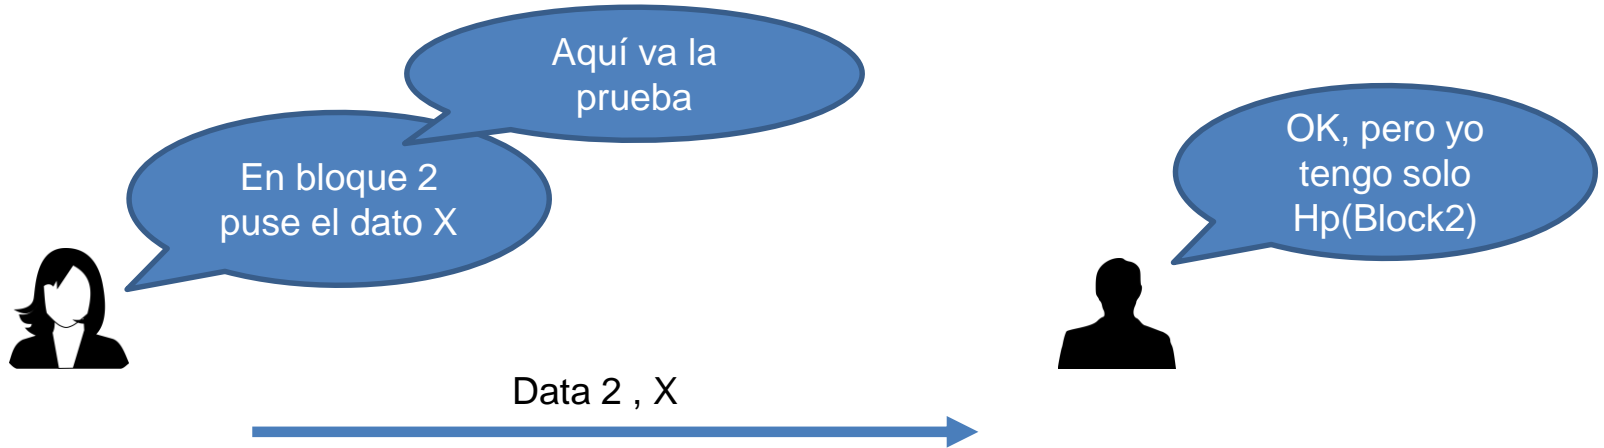 En bloque 2
puse el dato X
Aquí va la
prueba
OK, pero yo
tengo solo
Hp(Block2)
Data 2 , X